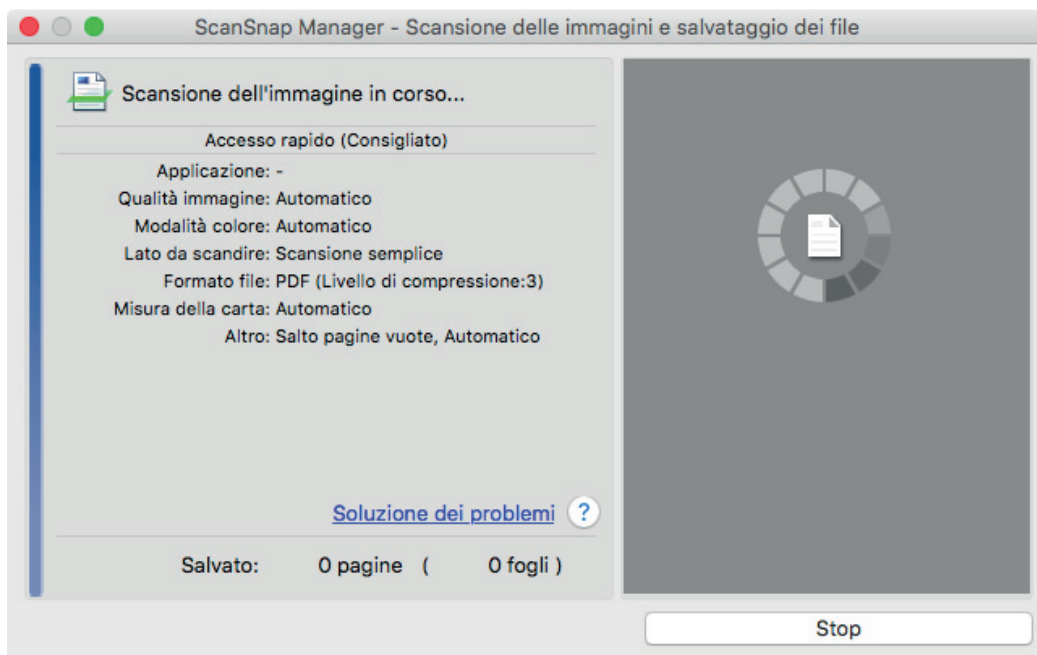 ScanSnap Manager - Scansione delle immagini e salvataggio dei file
Scansione dell'immagine in corso...
Accesso rapido (Consigliato)
Applicazione: -
Qualità immagine: Automatico
Modalità colore: Automatico
Lato da scandire: Scansione semplice
Formato file: PDF (Livello di compressione:3)
Misura della carta: Automatico
Altro: Salto pagine vuote, Automatico
Soluzione dei problemi ?
Salvato: 0 pagine ( 0 fogli )
Stop